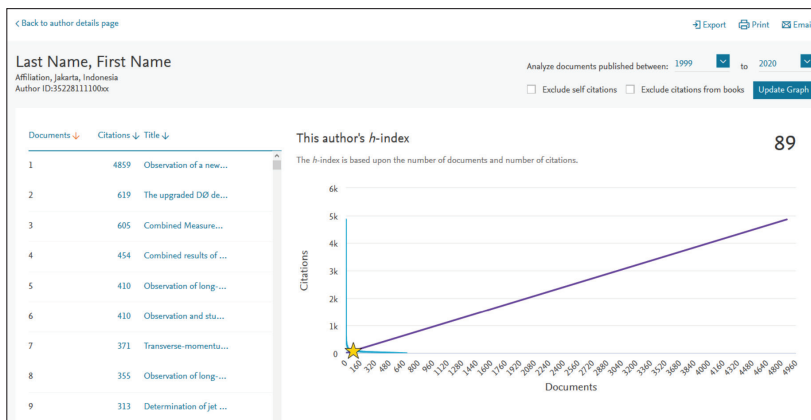 Back to author details page
Export Print Emai
Last Name, First Name
Affiliation, Jakarta, Indonesia
Author ID:35228111100xx
Analyze documents published between: 1999 to 2020
Exclude self citations Exclude citations from books Update Graph
Documents Citations Title
1 4859 Observation of a new...
2 619 The upgraded DØ de...
3 605 Combined Measure...
4 454 Combined results of ...
5 410 Observation of long-...
6 410 Observation and stu...
7 371 Transverse-momentu...
8 355 Observation of long-...
9 313 Determination of jet ...
This author's h-index
89
The h-index is based upon the number of documents and number of citations.
6k
5k
4k
3k
2k
1k
0
Citations
0 160 320 480 640 800 960 1120 1280 1440 1600 1760 1920 2080 2240 2400 2560 2720 2880 3040 3200 3360 3520 3680 3840 4000 4160 4320 4480 4640 4800 4960
Documents